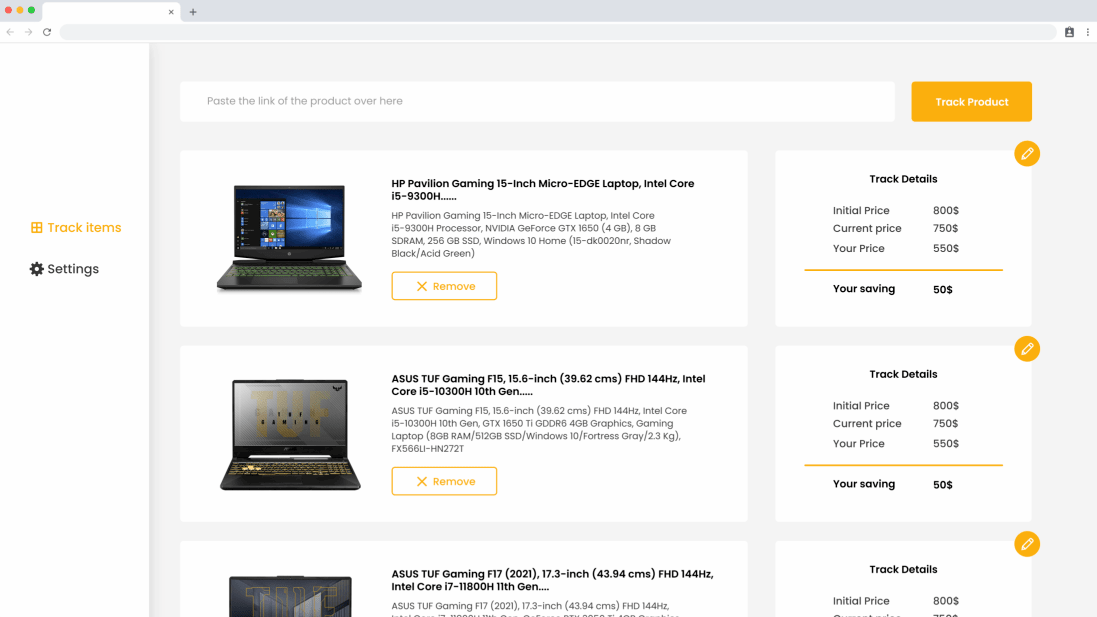 Paste the link of the product over here
Track Product
Track items
Settings
HP Pavilion Gaming 15-Inch Micro-EDGE Laptop, Intel Core
i5-9300H......
HP Pavilion Gaming 15-Inch Micro-EDGE Laptop, Intel Core
i5-9300H Processor, NVIDIA GeForce GTX 1650 (4 GB), 8 GB
SDRAM, 256 GB SSD, Windows 10 Home (15-dk0020nr, Shadow
Black/Acid Green)
Remove
Track Details
Initial Price 800$
Current price 750$
Your Price 550$
Your saving 50$
ASUS TUF Gaming F15, 15.6-inch (39.62 cms) FHD 144Hz, Intel
Core i5-10300H 10th Gen.....
ASUS TUF Gaming F15, 15.6-inch (39.62 cms) FHD 144Hz, Intel Core
i5-10300H 10th Gen, GTX 1650 Ti GDDR6 4GB Graphics, Gaming
Laptop (8GB RAM/512GB SSD/Windows 10/Fortress Gray/2.3 Kg),
FX566LI-HN272T
TUF
GAMING
Remove
Track Details
Initial Price 800$
Current price 750$
Your Price 550$
Your saving 50$
ASUS TUF Gaming F17 (2021), 17.3-inch (43.94 cms) FHD 144Hz,
Intel Core i7-11800H 11th Gen....
ASUS TUF Gaming F17 (2021), 17.3-inch (43.94 cms) FHD 144Hz,
Track Details
Initial Price 800$